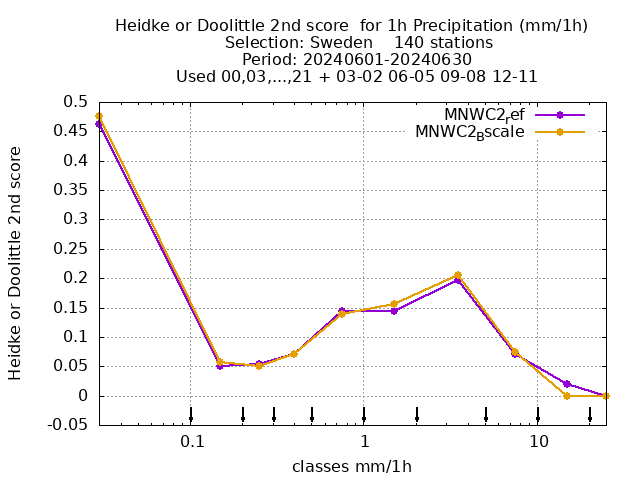 Heidke or Doolittle 2nd score  for 1h Precipitation (mm/1h)
Selection: Sweden    140 stations
Period: 20240601-20240630
Used 00,03,...,21 + 03-02 06-05 09-08 12-11
MNWC2_ref
MNWC2_Bscale
Heidke or Doolittle 2nd score
0.5
0.45
0.4
0.35
0.3
0.25
0.2
0.15
0.1
0.05
0
-0.05
0.1 1 10
classes mm/1h